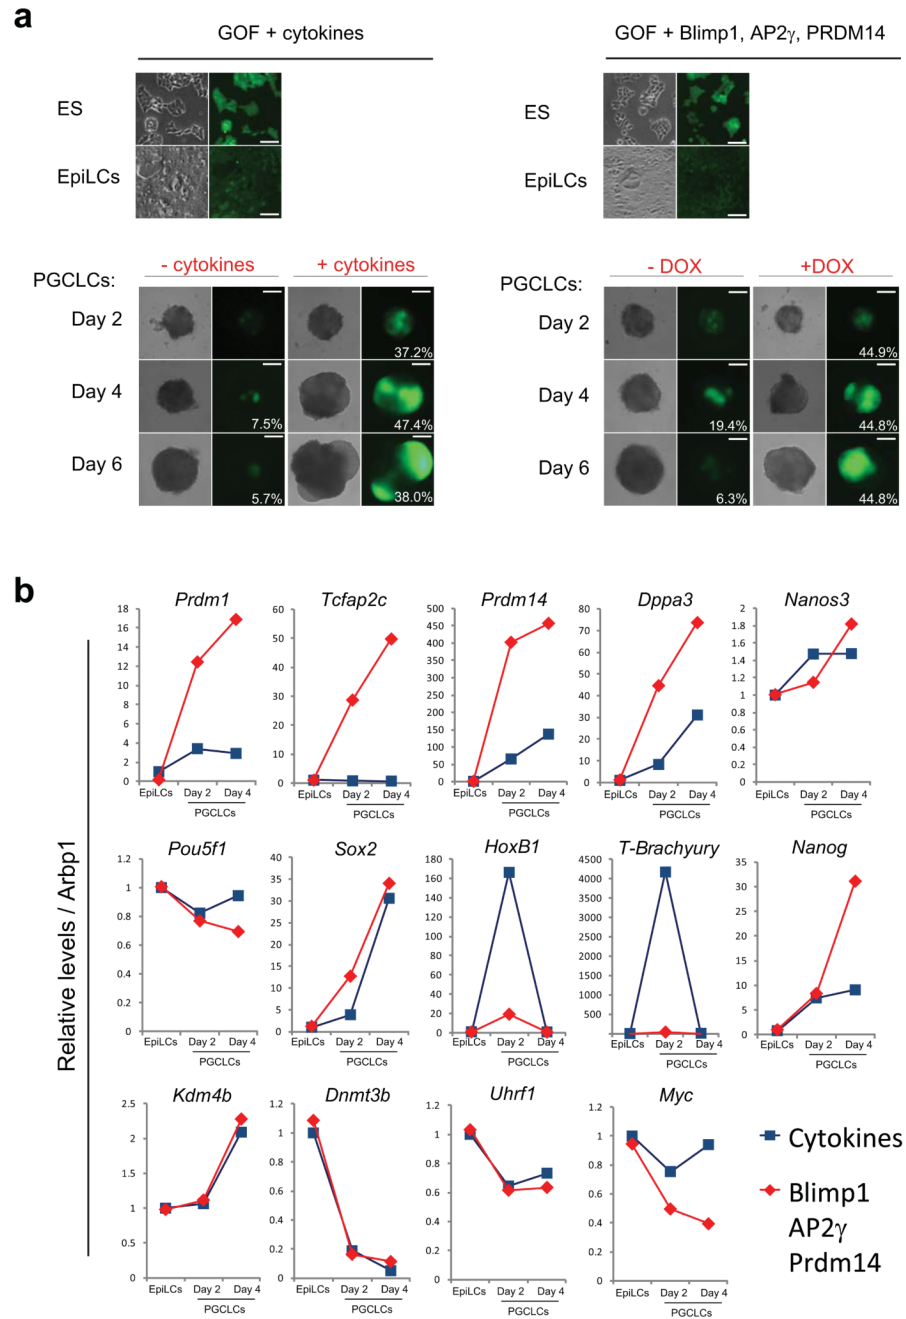 a
GOF + cytokines
GOF + Blimp1, AP2γ, PRDM14
ES
EpiLCs
ES
EpiLCs
PGCLCs:
- cytokines
+ cytokines
Day 2
37.2%
Day 4
7.5%
47.4%
Day 6
5.7%
38.0%
PGCLCs:
- DOX
+DOX
Day 2
44.9%
Day 4
19.4%
44.8%
Day 6
6.3%
44.8%
b
Relative levels / Arbp1
Prdm1
18
16
14
12
10
8
6
4
2
0
EpiLCs Day 2 Day 4
PGCLCs
Tcfap2c
60
50
40
30
20
10
0
EpiLCs Day 2 Day 4
PGCLCs
Prdm14
500
450
400
350
300
250
200
150
100
50
0
EpiLCs Day 2 Day 4
PGCLCs
Dppa3
80
70
60
50
40
30
20
10
0
EpiLCs Day 2 Day 4
PGCLCs
Nanos3
2
1.8
1.6
1.4
1.2
1
0.8
0.6
0.4
0.2
0
EpiLCs Day 2 Day 4
PGCLCs
Pou5f1
1.2
1
0.8
0.6
0.4
0.2
0
EpiLCs Day 2 Day 4
PGCLCs
Sox2
40
35
30
25
20
15
10
5
0
EpiLCs Day 2 Day 4
PGCLCs
HoxB1
180
160
140
120
100
80
60
40
20
0
EpiLCs Day 2 Day 4
PGCLCs
T-Brachyury
4500
4000
3500
3000
2500
2000
1500
1000
500
0
EpiLCs Day 2 Day 4
PGCLCs
Nanog
35
30
25
20
15
10
5
0
EpiLCs Day 2 Day 4
PGCLCs
Kdm4b
2.5
2
1.5
1
0.5
0
EpiLCs Day 2 Day 4
PGCLCs
Dnmt3b
1.2
1
0.8
0.6
0.4
0.2
0
EpiLCs Day 2 Day 4
PGCLCs
Uhrf1
1.2
1
0.8
0.6
0.4
0.2
0
EpiLCs Day 2 Day 4
PGCLCs
Myc
1.2
1
0.8
0.6
0.4
0.2
0
EpiLCs Day 2 Day 4
PGCLCs
Cytokines
Blimp1
AP2γ
Prdm14